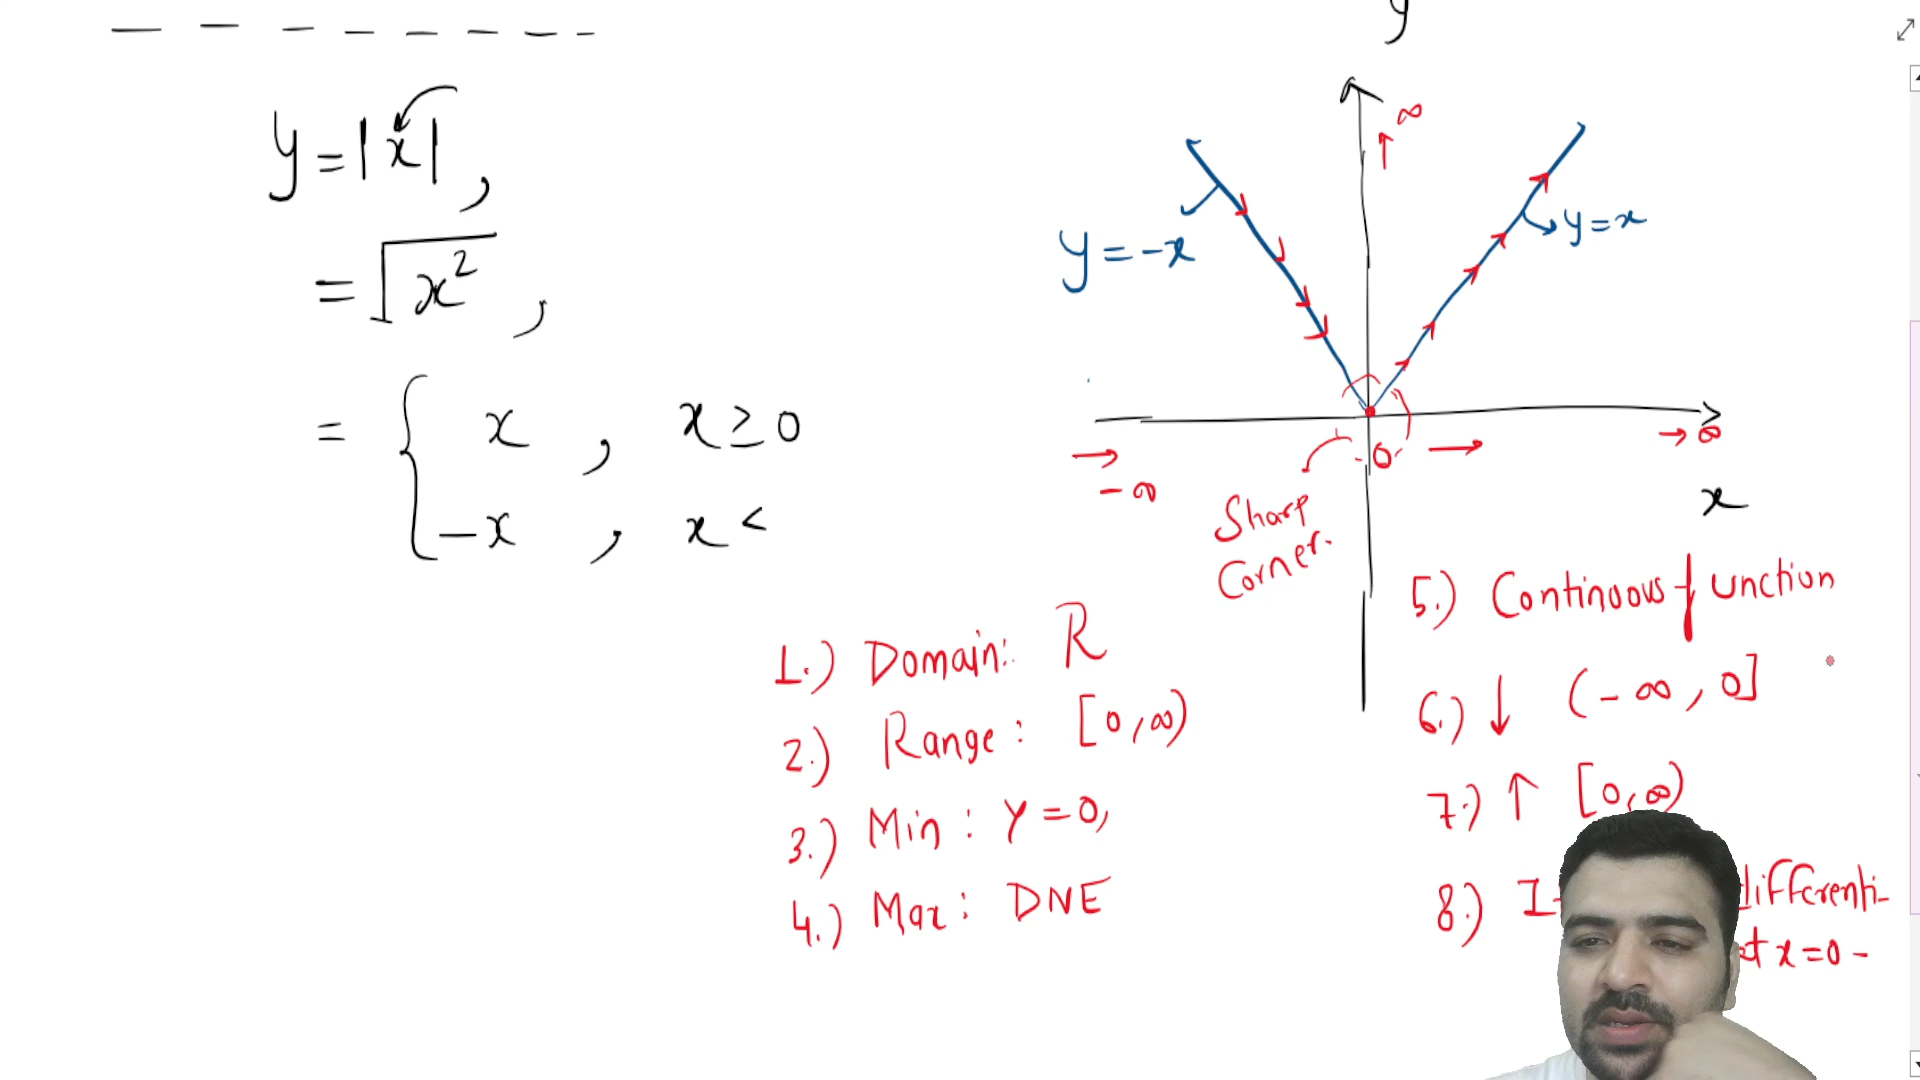 y = |x| ,
= √x² ,
= { x , x ≥ 0
-x , x <
y
∞
y = -x
y = x
0
→ ∞
- ∞
x
Sharp
Corner.
1.) Domain: R
2.) Range : [0,∞)
3.) Min : y = 0,
4.) Max : DNE
5.) Continuous function
6.) ↓ (-∞, 0]
7.) ↑ [0,∞)
8.) I
differenti-
at x = 0 -